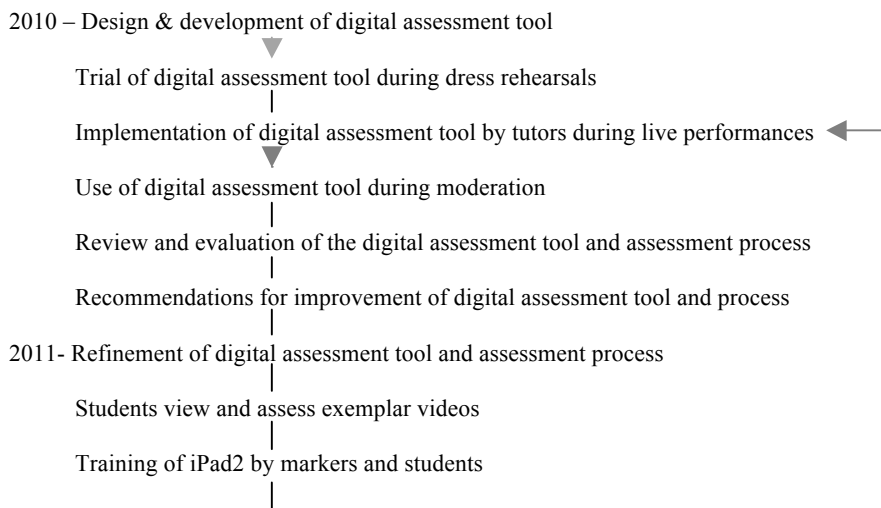 2010 – Design & development of digital assessment tool
Trial of digital assessment tool during dress rehearsals
Implementation of digital assessment tool by tutors during live performances
Use of digital assessment tool during moderation
Review and evaluation of the digital assessment tool and assessment process
Recommendations for improvement of digital assessment tool and process
2011- Refinement of digital assessment tool and assessment process
Students view and assess exemplar videos
Training of iPad2 by markers and students